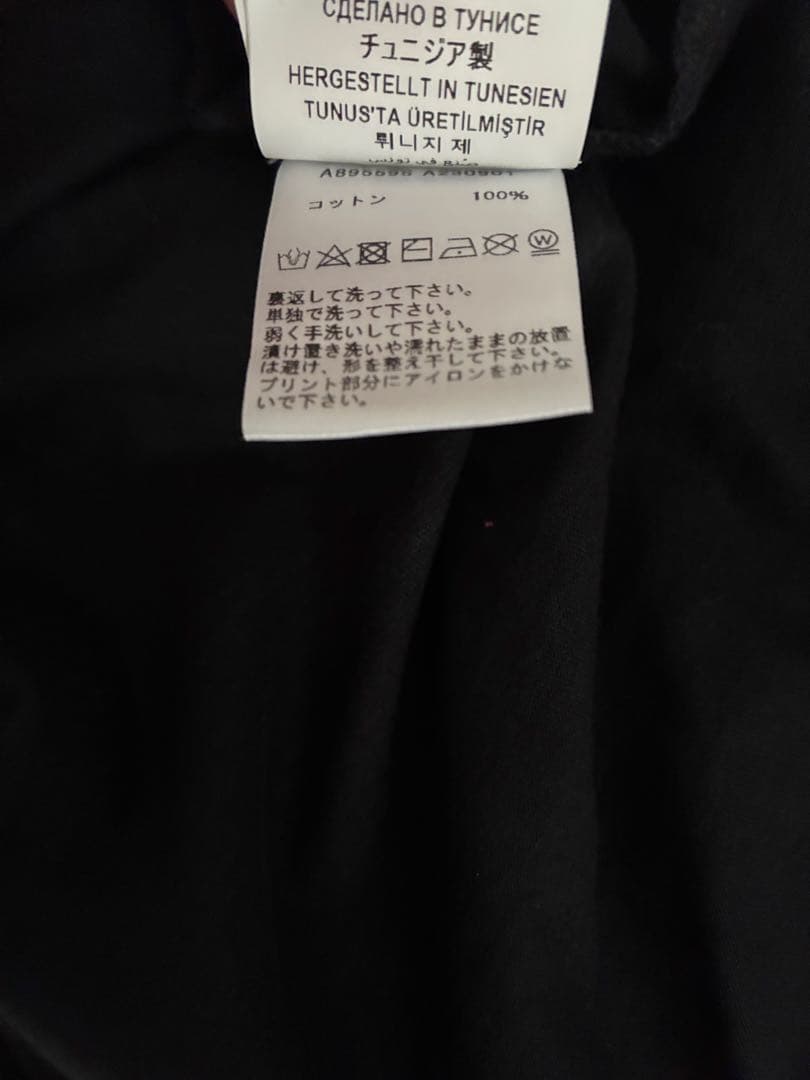 СДЕЛАНО В ТУНИСЕ
チュニジア製
HERGESTELLT IN TUNESIEN
TUNUS'TA ÜRETİLMİŞTİR
튀니지 제
コットン 100%
W
裏返して洗って下さい。
単独で洗って下さい。
弱く手洗いして下さい。
漬け置き洗いや濡れたままの放置
は避け、形を整え干して下さい。
プリント部分にアイロンをかけな
いで下さい。